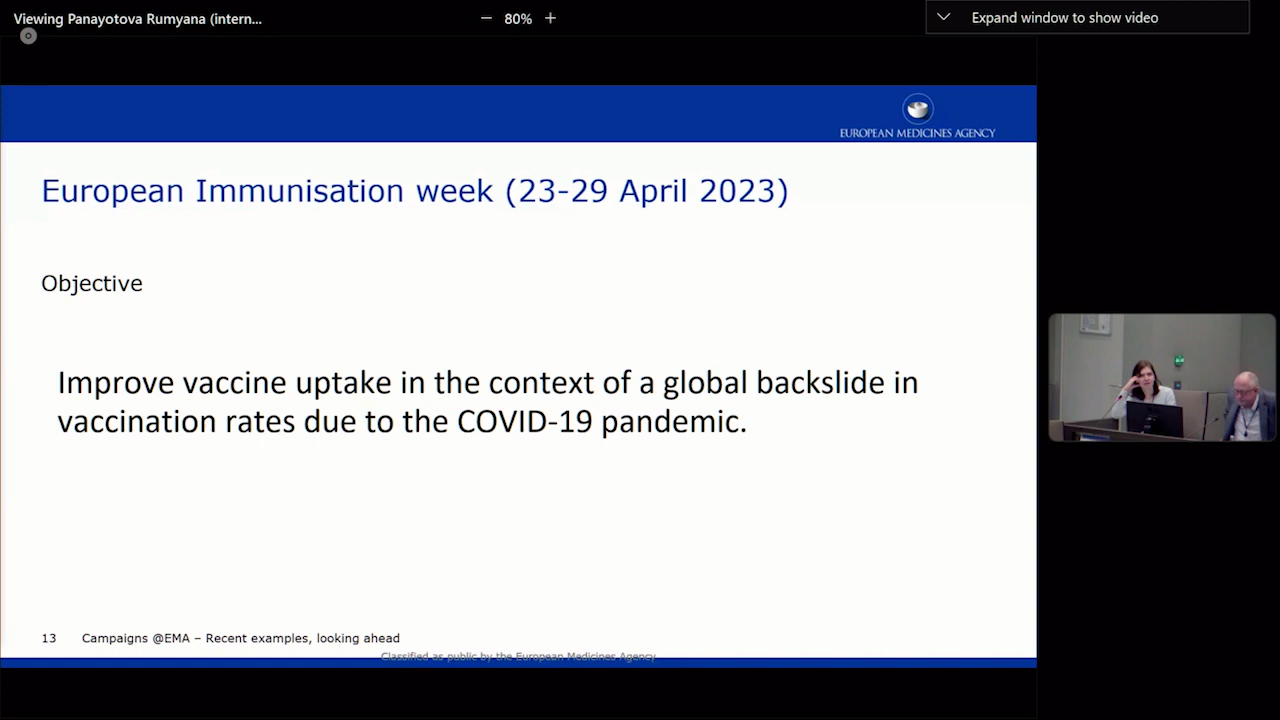 Viewing Panayotova Rumyana (intern...
80%
Expand window to show video
EUROPEAN MEDICINES AGENCY
European Immunisation week (23-29 April 2023)
Objective
Improve vaccine uptake in the context of a global backslide in
vaccination rates due to the COVID-19 pandemic.
13 Campaigns @EMA – Recent examples, looking ahead
Classified as public by the European Medicines Agency